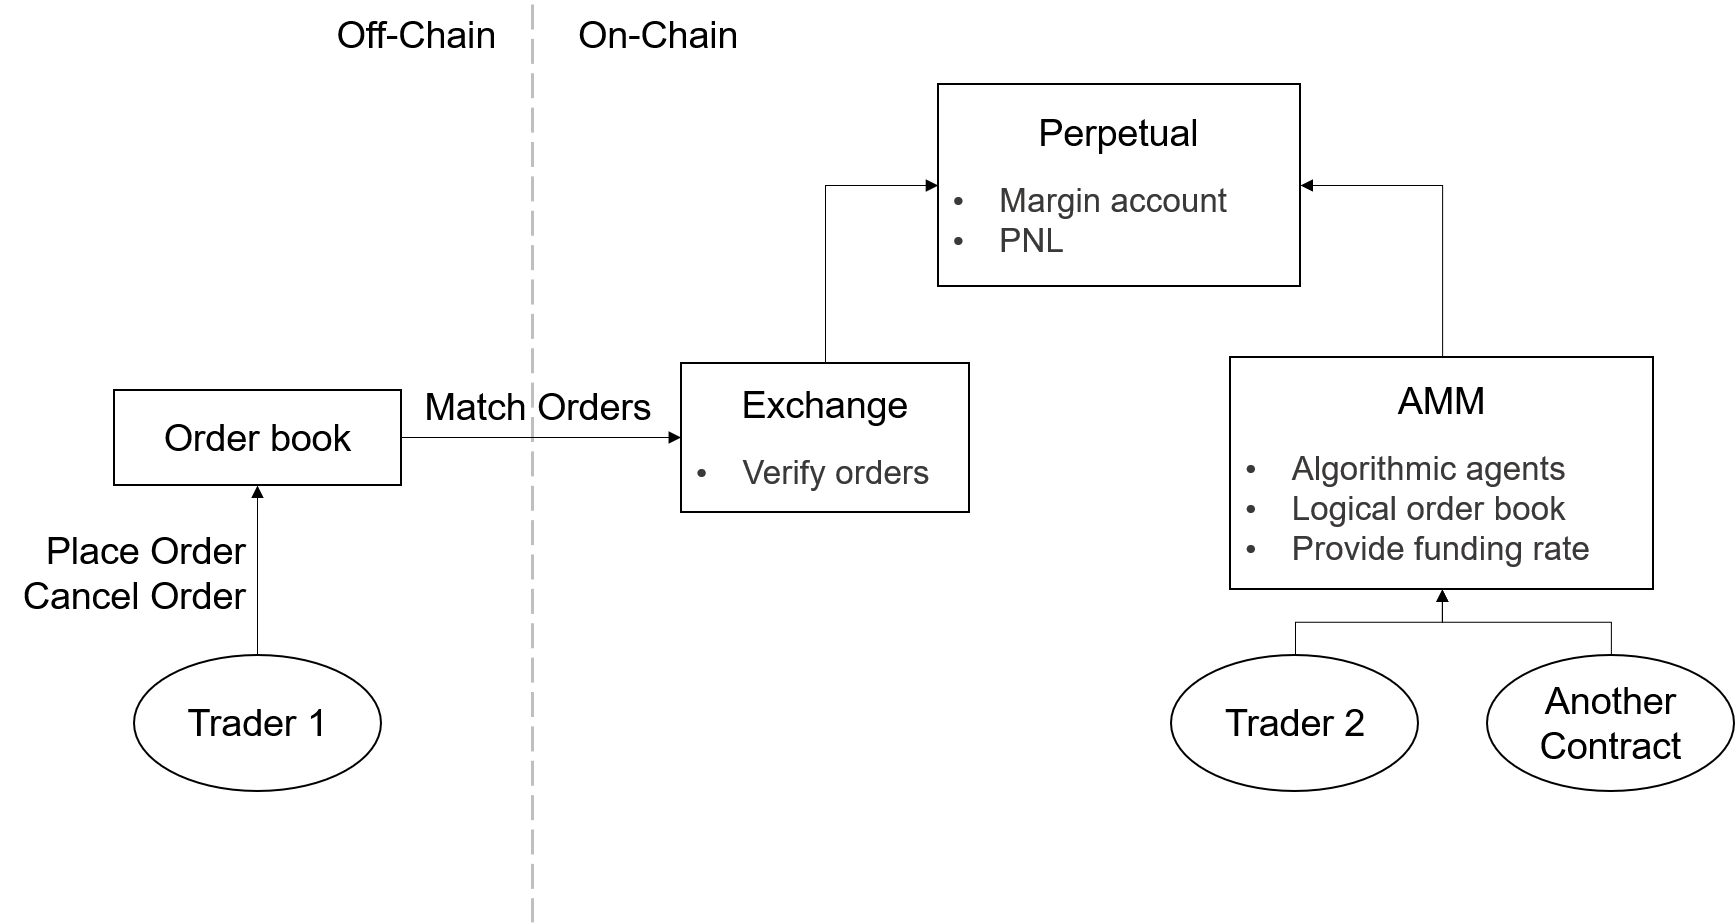 Off-Chain
On-Chain
Perpetual
• Margin account
• PNL
Order book
Match Orders
Exchange
• Verify orders
AMM
• Algorithmic agents
• Logical order book
• Provide funding rate
Place Order
Cancel Order
Trader 1
Trader 2
Another
Contract